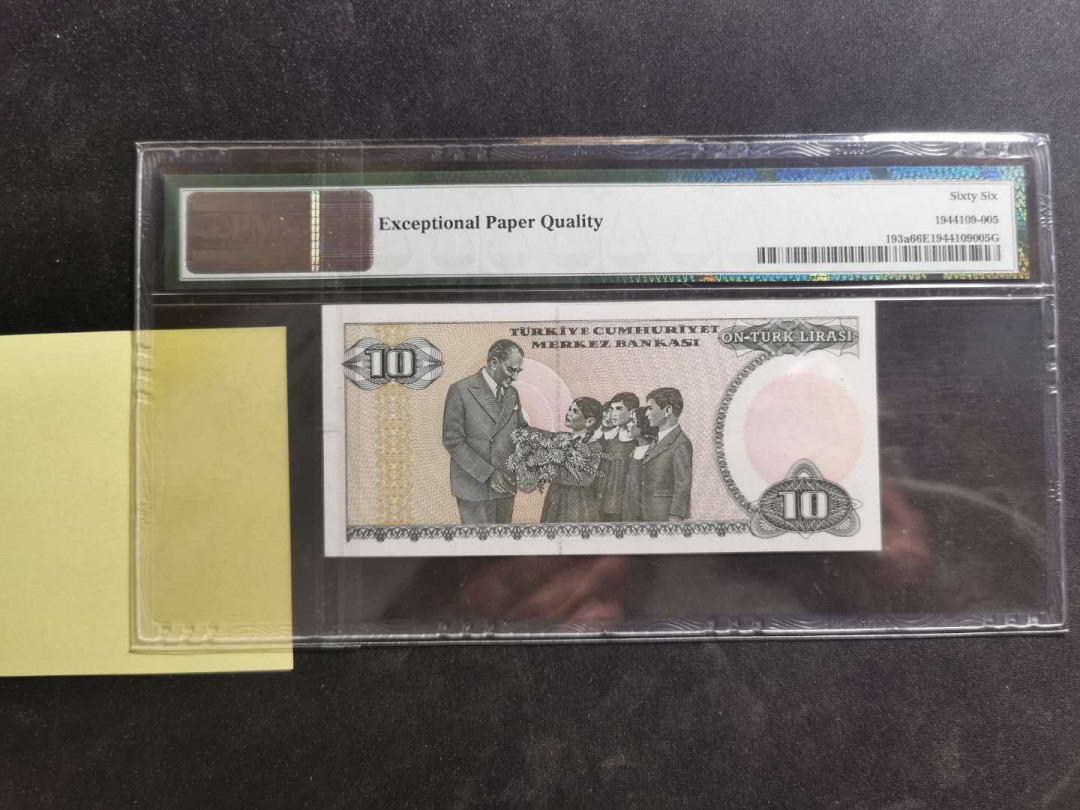 Sixty Six
Exceptional Paper Quality
1944109-005
193a66E1944109005G
TÜRKİYE CUMHURİYET
MERKEZ BANKASI
ON-TÜRK LİRASI
10
10